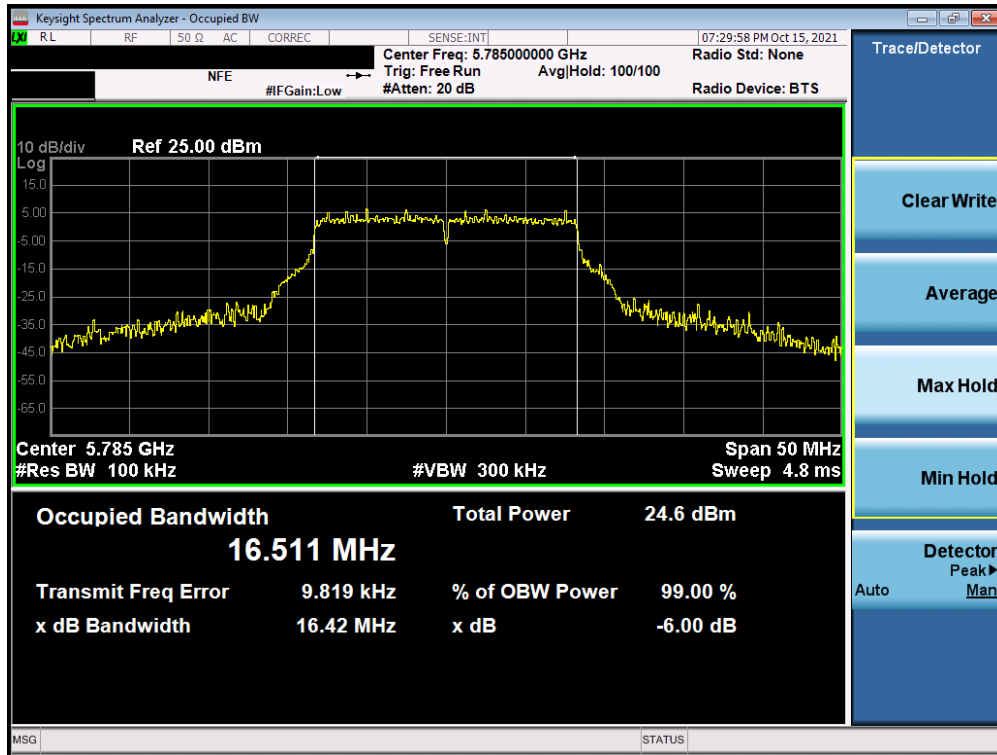 Keysight Spectrum Analyzer - Occupied BW
LXI RL RF 50 Ω AC CORREC SENSE:INT 07:29:58 PM Oct 15, 2021
Center Freq: 5.785000000 GHz Radio Std: None
NFE Trig: Free Run Avg|Hold: 100/100
#IFGain:Low #Atten: 20 dB Radio Device: BTS
Trace/Detector
10 dB/div Ref 25.00 dBm
Log
15.0
5.00
-5.00
-15.0
-25.0
-35.0
-45.0
-55.0
-65.0
Center 5.785 GHz Span 50 MHz
#Res BW 100 kHz #VBW 300 kHz Sweep 4.8 ms
Occupied Bandwidth Total Power 24.6 dBm
16.511 MHz
Transmit Freq Error 9.819 kHz % of OBW Power 99.00 %
x dB Bandwidth 16.42 MHz x dB -6.00 dB
Clear Write
Average
Max Hold
Min Hold
Detector
Peak▶
Auto Man
MSG STATUS